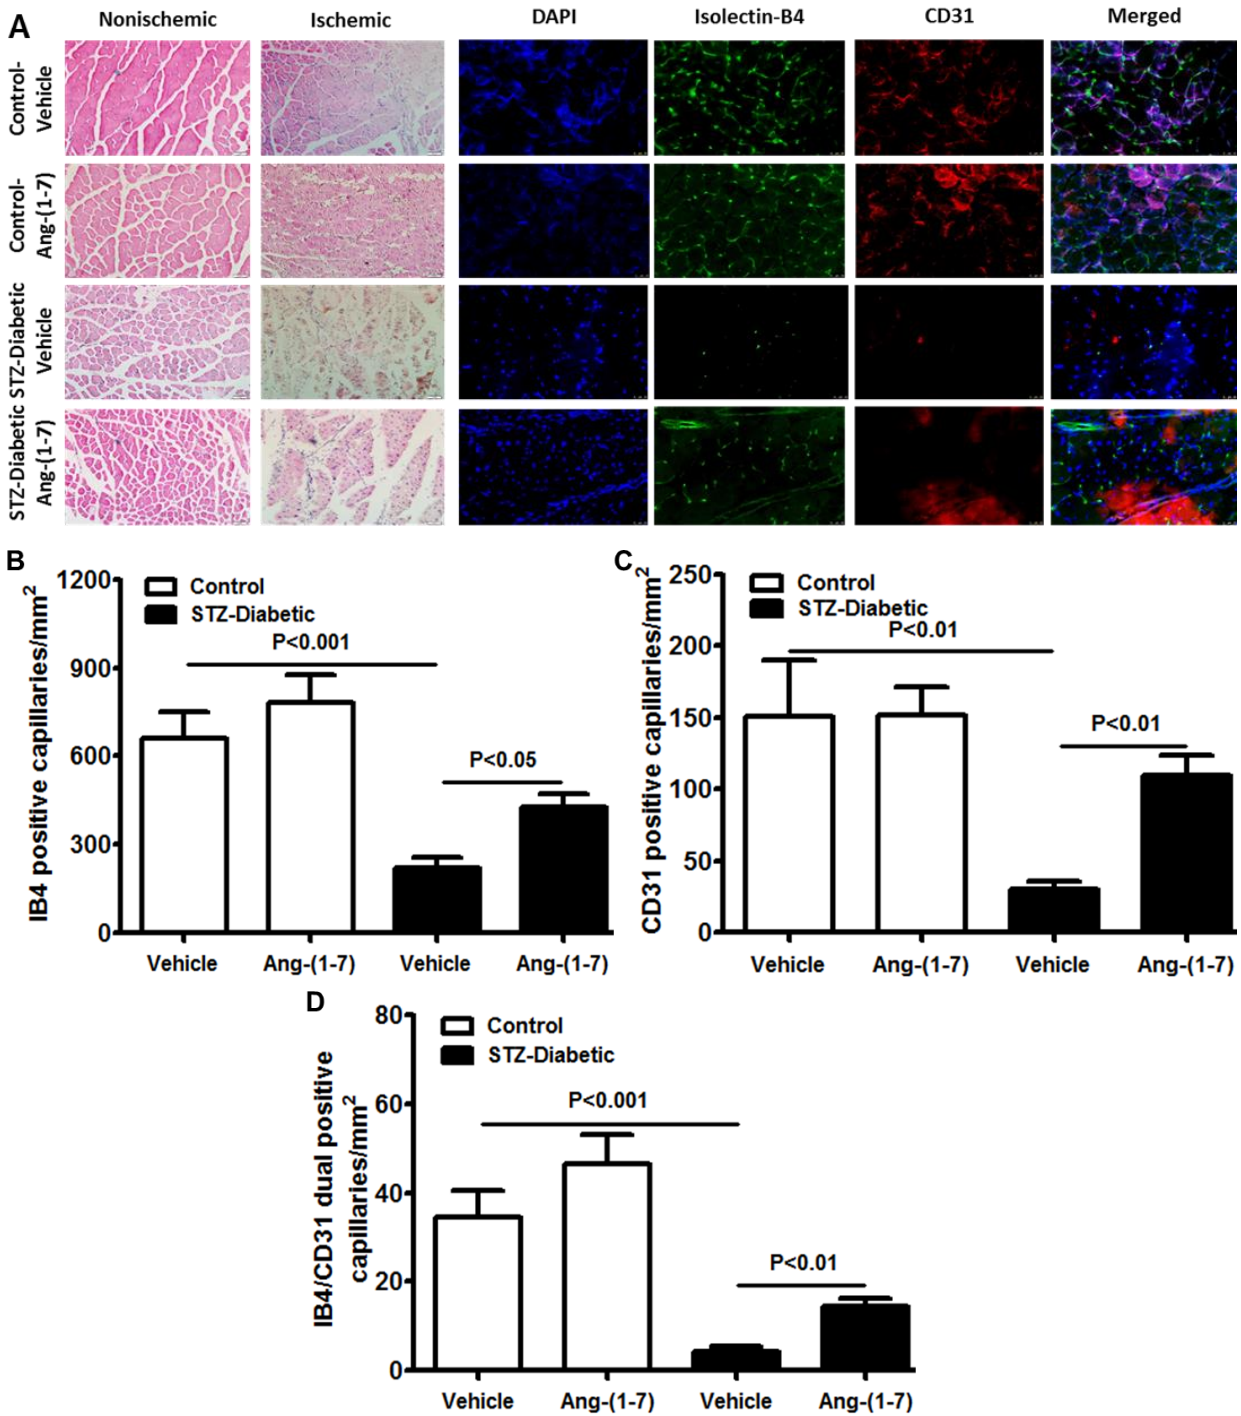 A
Nonischemic Ischemic DAPI Isolectin-B4 CD31 Merged
Control-
Vehicle
Control-
Ang-(1-7)
STZ-Diabetic
Vehicle
STZ-Diabetic
Ang-(1-7)
B
IB4 positive capillaries/mm²
1200
900
600
300
0
Control
STZ-Diabetic
P<0.001
P<0.05
Vehicle Ang-(1-7) Vehicle Ang-(1-7)
C
CD31 positive capillaries/mm²
250
200
150
100
50
0
Control
STZ-Diabetic
P<0.01
P<0.01
Vehicle Ang-(1-7) Vehicle Ang-(1-7)
D
IB4/CD31 dual positive
capillaries/mm²
80
60
40
20
0
Control
STZ-Diabetic
P<0.001
P<0.01
Vehicle Ang-(1-7) Vehicle Ang-(1-7)